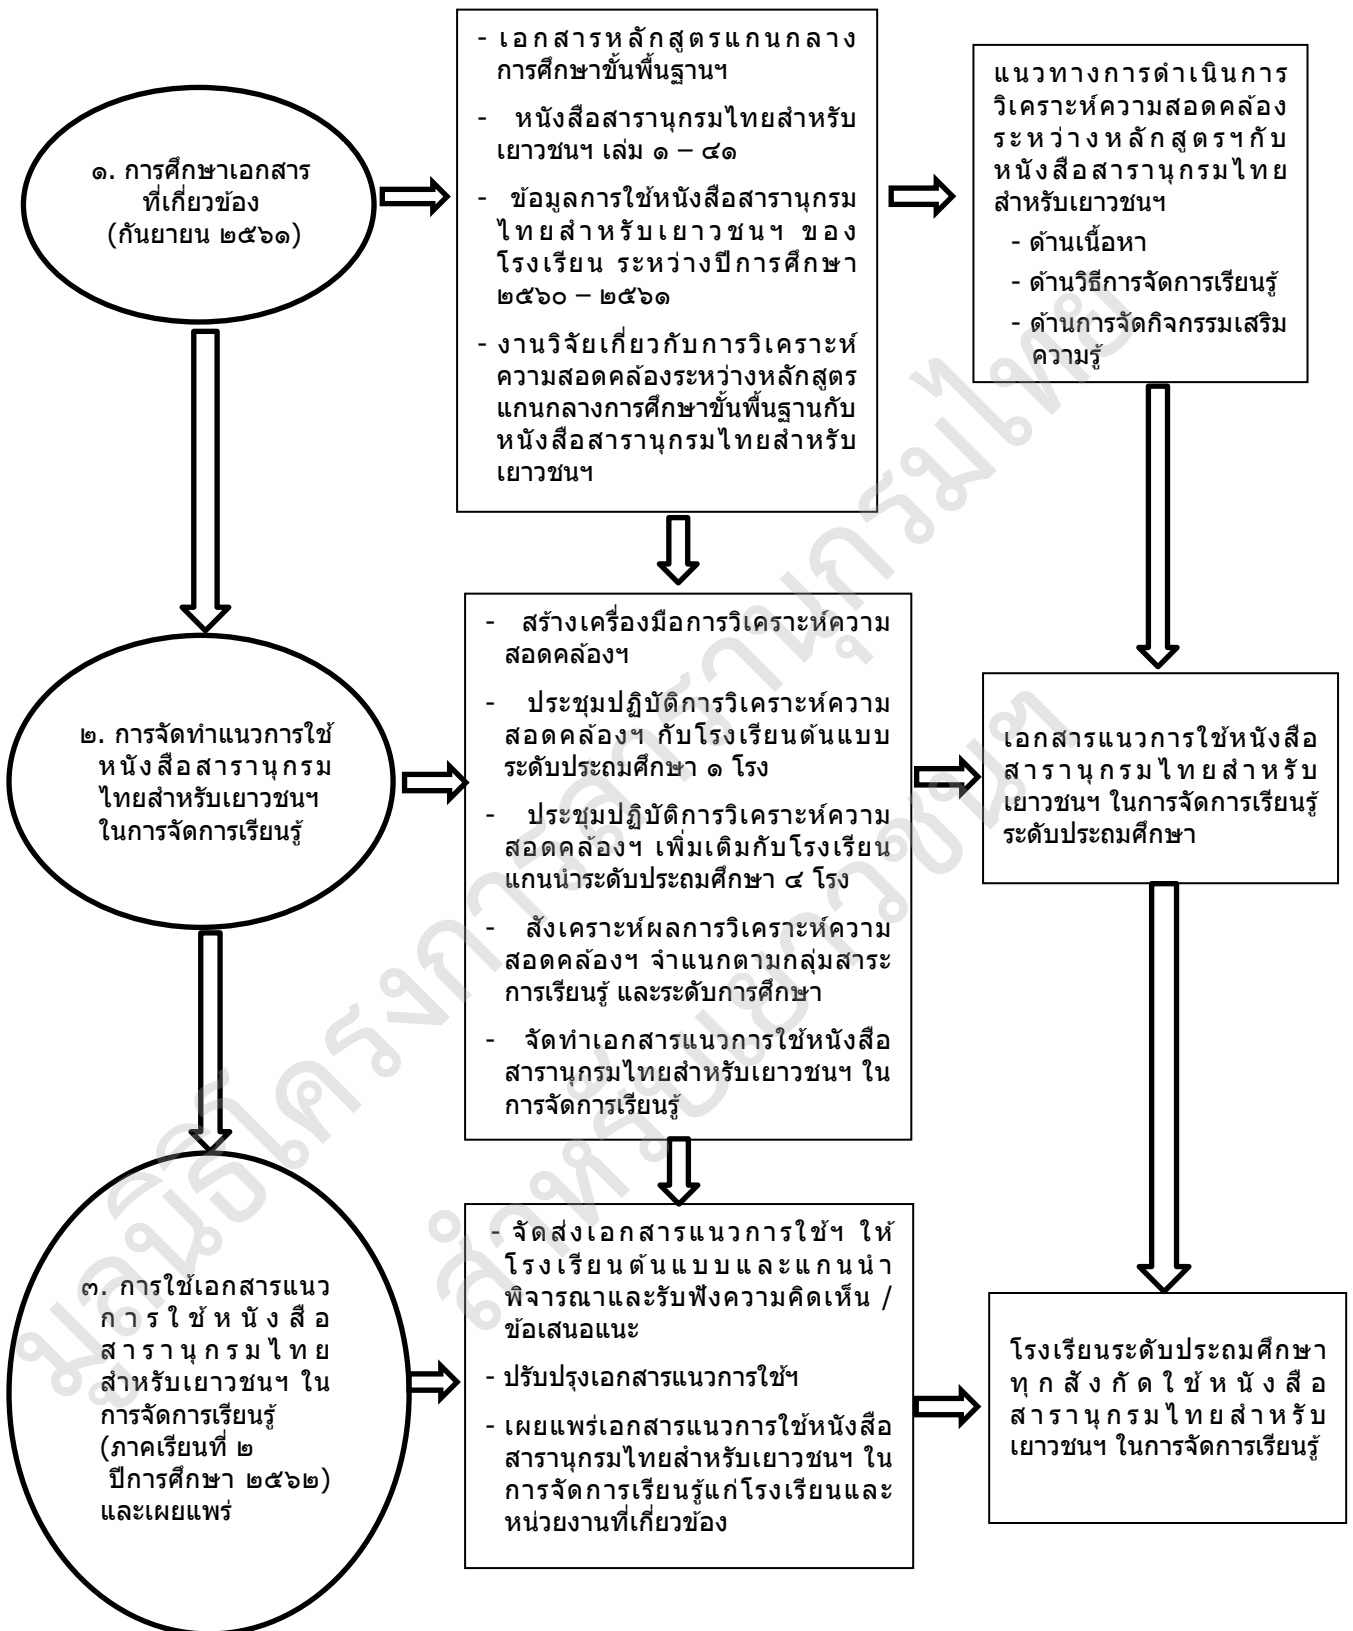 ๑. การศึกษาเอกสาร
ที่เกี่ยวข้อง
(กันยายน ๒๕๖๑)
- เอกสารหลักสูตรแกนกลาง
การศึกษาขั้นพื้นฐานฯ
- หนังสือสารานุกรมไทยสำหรับ
เยาวชนฯ เล่ม ๑ – ๔๑
- ข้อมูลการใช้หนังสือสารานุกรม
ไทยสำหรับเยาวชนฯ ของ
โรงเรียน ระหว่างปีการศึกษา
๒๕๖๐ – ๒๕๖๑
- งานวิจัยเกี่ยวกับการวิเคราะห์
ความสอดคล้องระหว่างหลักสูตร
แกนกลางการศึกษาขั้นพื้นฐานกับ
หนังสือสารานุกรมไทยสำหรับ
เยาวชนฯ
แนวทางการดำเนินการ
วิเคราะห์ความสอดคล้อง
ระหว่างหลักสูตรฯกับ
หนังสือสารานุกรมไทย
สำหรับเยาวชนฯ
- ด้านเนื้อหา
- ด้านวิธีการจัดการเรียนรู้
- ด้านการจัดกิจกรรมเสริม
ความรู้
๒. การจัดทำแนวการใช้
หนังสือสารานุกรม
ไทยสำหรับเยาวชนฯ
ในการจัดการเรียนรู้
- สร้างเครื่องมือการวิเคราะห์ความ
สอดคล้องฯ
- ประชุมปฏิบัติการวิเคราะห์ความ
สอดคล้องฯ กับโรงเรียนต้นแบบ
ระดับประถมศึกษา ๑ โรง
- ประชุมปฏิบัติการวิเคราะห์ความ
สอดคล้องฯ เพิ่มเติมกับโรงเรียน
แกนนำระดับประถมศึกษา ๔ โรง
- สังเคราะห์ผลการวิเคราะห์ความ
สอดคล้องฯ จำแนกตามกลุ่มสาระ
การเรียนรู้ และระดับการศึกษา
- จัดทำเอกสารแนวการใช้หนังสือ
สารานุกรมไทยสำหรับเยาวชนฯ ใน
การจัดการเรียนรู้
เอกสารแนวการใช้หนังสือ
สารานุกรมไทยสำหรับ
เยาวชนฯ ในการจัดการเรียนรู้
ระดับประถมศึกษา
๓. การใช้เอกสารแนว
การใช้หนังสือ
สารานุกรมไทย
สำหรับเยาวชนฯ ใน
การจัดการเรียนรู้
(ภาคเรียนที่ ๒
ปีการศึกษา ๒๕๖๒)
และเผยแพร่
- จัดส่งเอกสารแนวการใช้ฯ ให้
โรงเรียนต้นแบบและแกนนำ
พิจารณาและรับฟังความคิดเห็น /
ข้อเสนอแนะ
- ปรับปรุงเอกสารแนวการใช้ฯ
- เผยแพร่เอกสารแนวการใช้หนังสือ
สารานุกรมไทยสำหรับเยาวชนฯ ใน
การจัดการเรียนรู้แก่โรงเรียนและ
หน่วยงานที่เกี่ยวข้อง
โรงเรียนระดับประถมศึกษา
ทุกสังกัดใช้หนังสือ
สารานุกรมไทยสำหรับ
เยาวชนฯ ในการจัดการเรียนรู้
มูลนิธิโครงการสารานุกรมไทย
สำหรับเยาวชนฯ